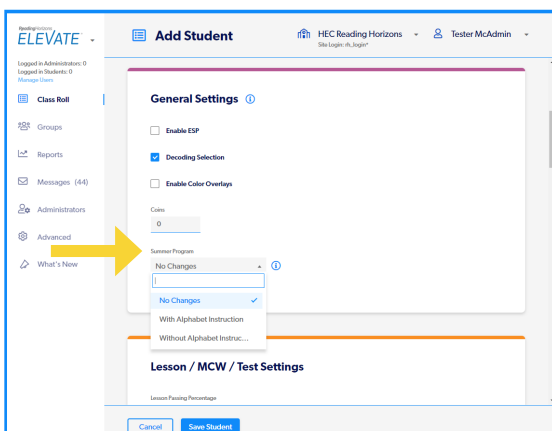 Reading Horizons
ELEVATE
Logged in Administrators: 0
Logged in Students: 0
Manage Users
Class Roll
Groups
Reports
Messages (44)
Administrators
Advanced
What's New
Add Student
HEC Reading Horizons
Site Login: rh_login*
Tester McAdmin
General Settings
Enable ESP
Decoding Selection
Enable Color Overlays
Coins
0
Summer Program
No Changes
No Changes
With Alphabet Instruction
Without Alphabet Instruc...
Lesson / MCW / Test Settings
Lesson Passing Percentage
Cancel
Save Student